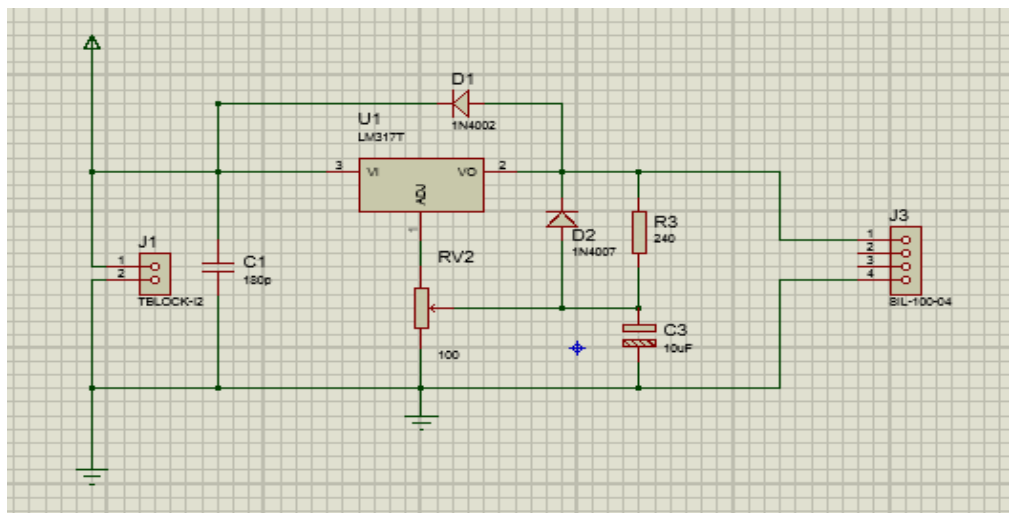 D1
1N4002
U1
LM317T
3
VI
VO
2
ADJ
1
J1
1
2
TBLOCK-I2
C1
180p
RV2
100
D2
1N4007
R3
240
C3
10uF
J3
1
2
3
4
SIL-100-04